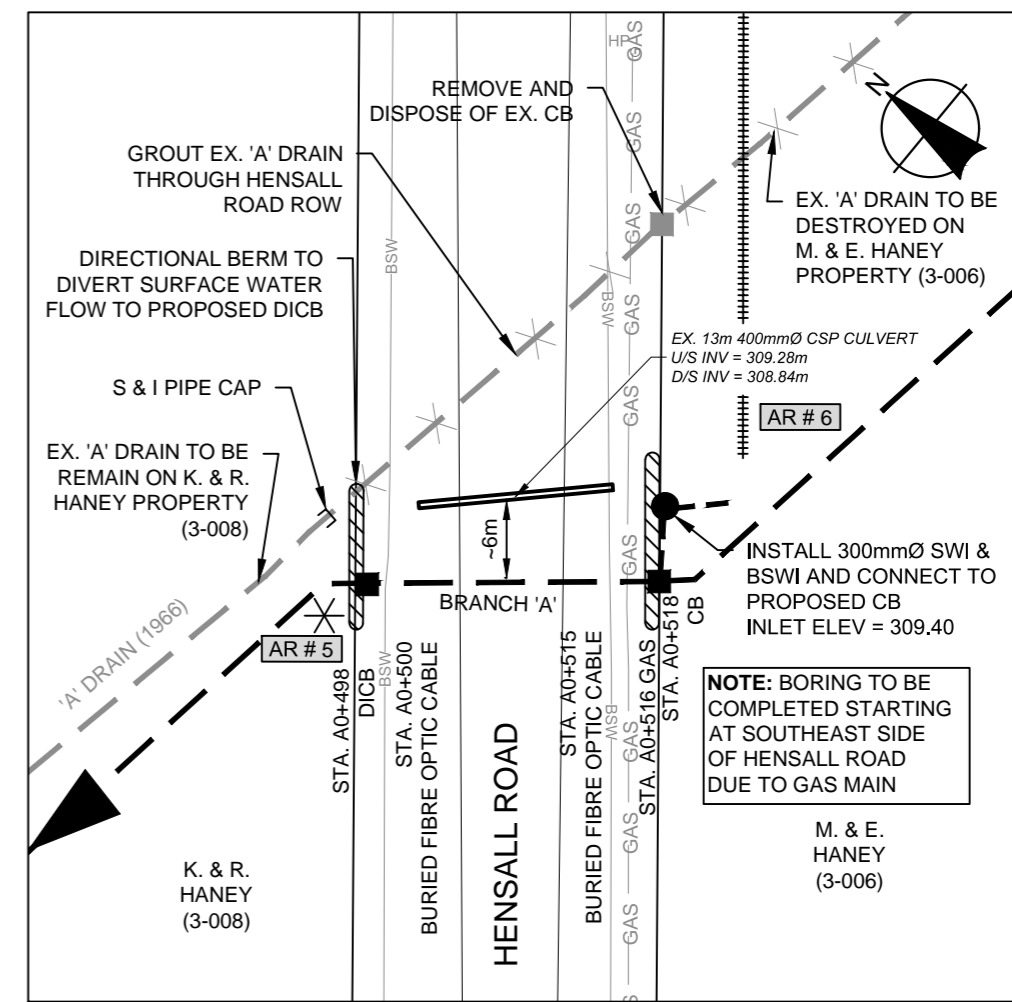 HP
GAS
N
REMOVE AND
DISPOSE OF EX. CB
GAS
GROUT EX. 'A' DRAIN
THROUGH HENSALL
ROAD ROW
GAS
EX. 'A' DRAIN TO BE
DESTROYED ON
M. & E. HANEY
PROPERTY (3-006)
GAS
DIRECTIONAL BERM TO
DIVERT SURFACE WATER
FLOW TO PROPOSED DICB
BSW
BSW
GAS
EX. 13m 400mmØ CSP CULVERT
U/S INV = 309.28m
D/S INV = 308.84m
S & I PIPE CAP
GAS
AR # 6
EX. 'A' DRAIN TO BE
REMAIN ON K. & R.
HANEY PROPERTY
(3-008)
~6m
GAS
INSTALL 300mmØ SWI &
BSWI AND CONNECT TO
PROPOSED CB
INLET ELEV = 309.40
BRANCH 'A'
'A' DRAIN (1966)
AR # 5
BSW
BSW
STA. A0+498
DICB
STA. A0+500
BURIED FIBRE OPTIC CABLE
HENSALL ROAD
STA. A0+515
BURIED FIBRE OPTIC CABLE
GAS
GAS
GAS
GAS
STA. A0+516 GAS
STA. A0+518
CB
NOTE: BORING TO BE
COMPLETED STARTING
AT SOUTHEAST SIDE
OF HENSALL ROAD
DUE TO GAS MAIN
K. & R.
HANEY
(3-008)
M. & E.
HANEY
(3-006)